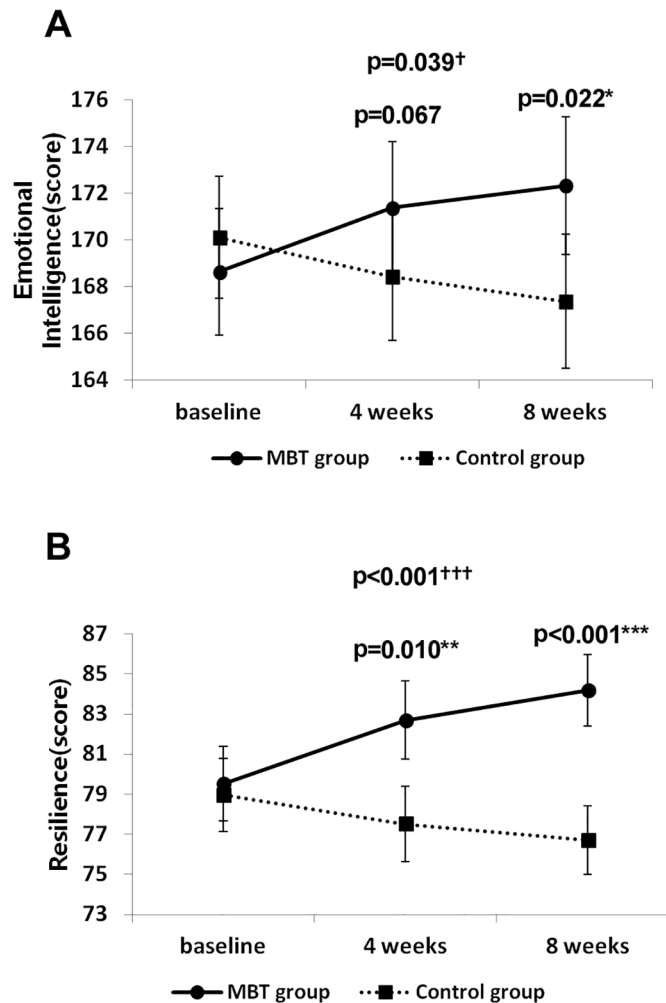 A
p=0.039†
p=0.067
p=0.022*
Emotional
Intelligence(score)
176
174
172
170
168
166
164
baseline
4 weeks
8 weeks
MBT group
Control group
B
p<0.001†††
p=0.010**
p<0.001***
Resilience(score)
87
85
83
81
79
77
75
73
baseline
4 weeks
8 weeks
MBT group
Control group